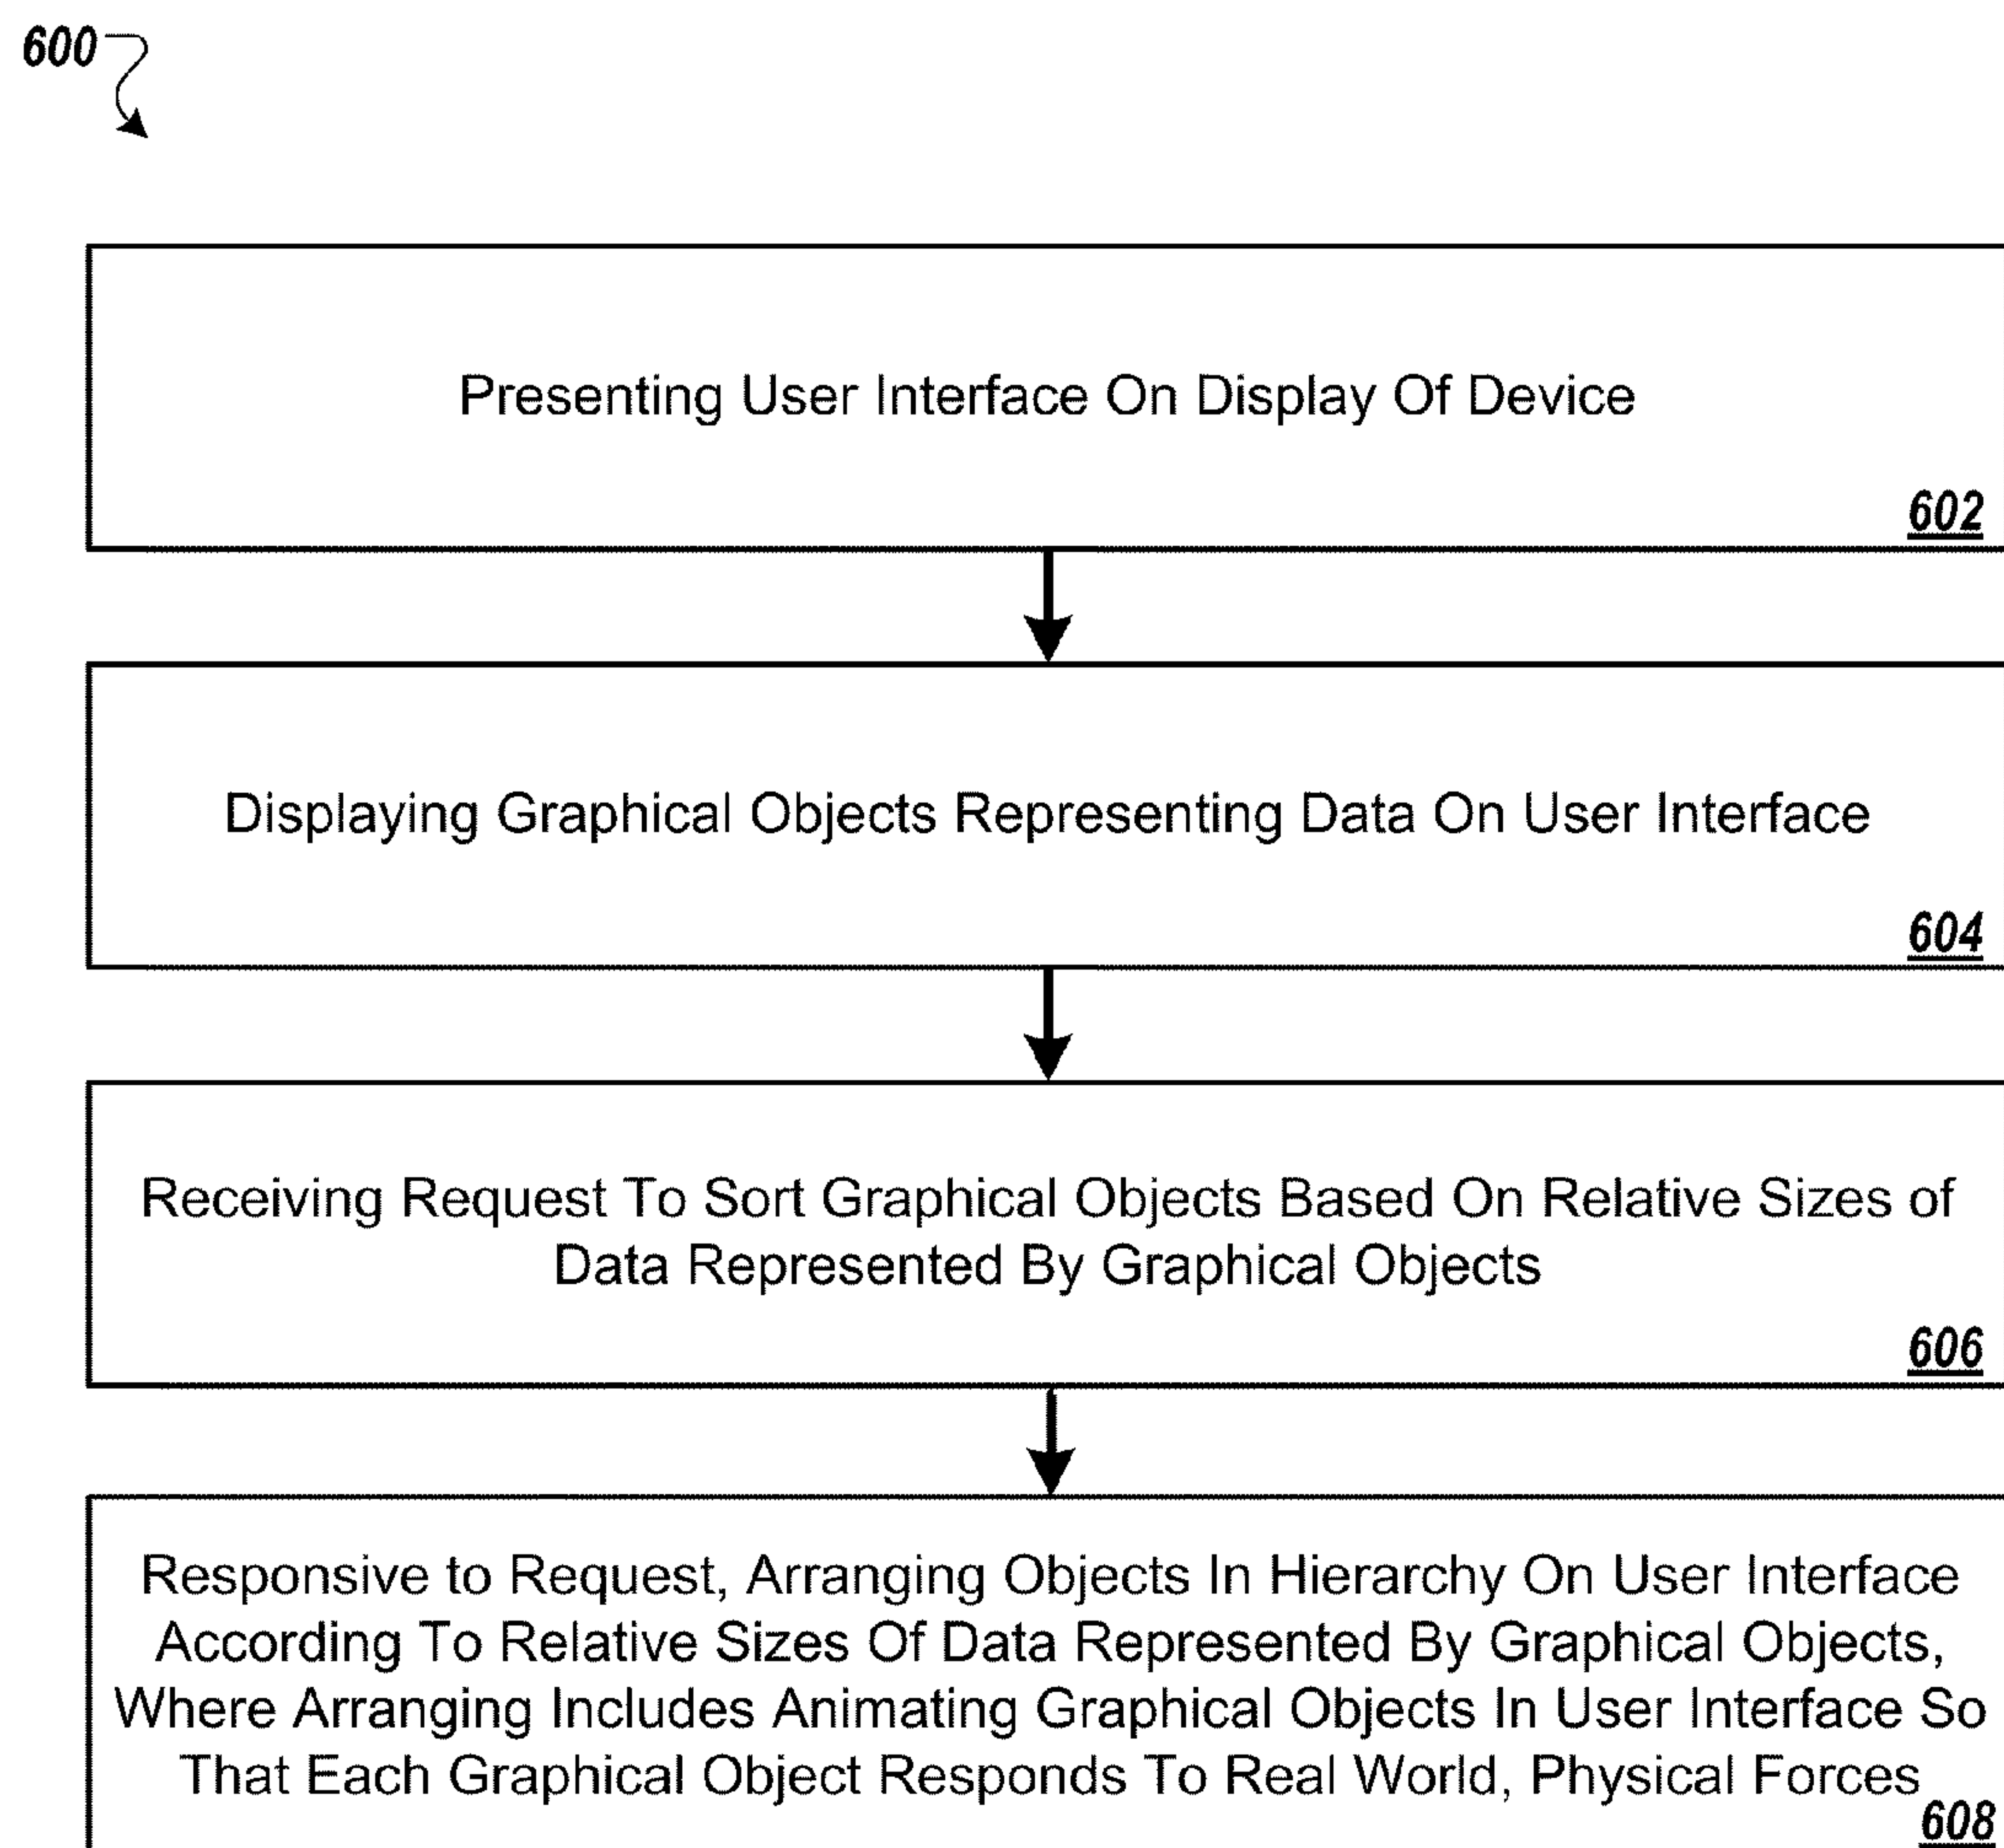 600
Presenting User Interface On Display Of Device
602
Displaying Graphical Objects Representing Data On User Interface
604
Receiving Request To Sort Graphical Objects Based On Relative Sizes of
Data Represented By Graphical Objects
606
Responsive to Request, Arranging Objects In Hierarchy On User Interface
According To Relative Sizes Of Data Represented By Graphical Objects,
Where Arranging Includes Animating Graphical Objects In User Interface So
That Each Graphical Object Responds To Real World, Physical Forces
608